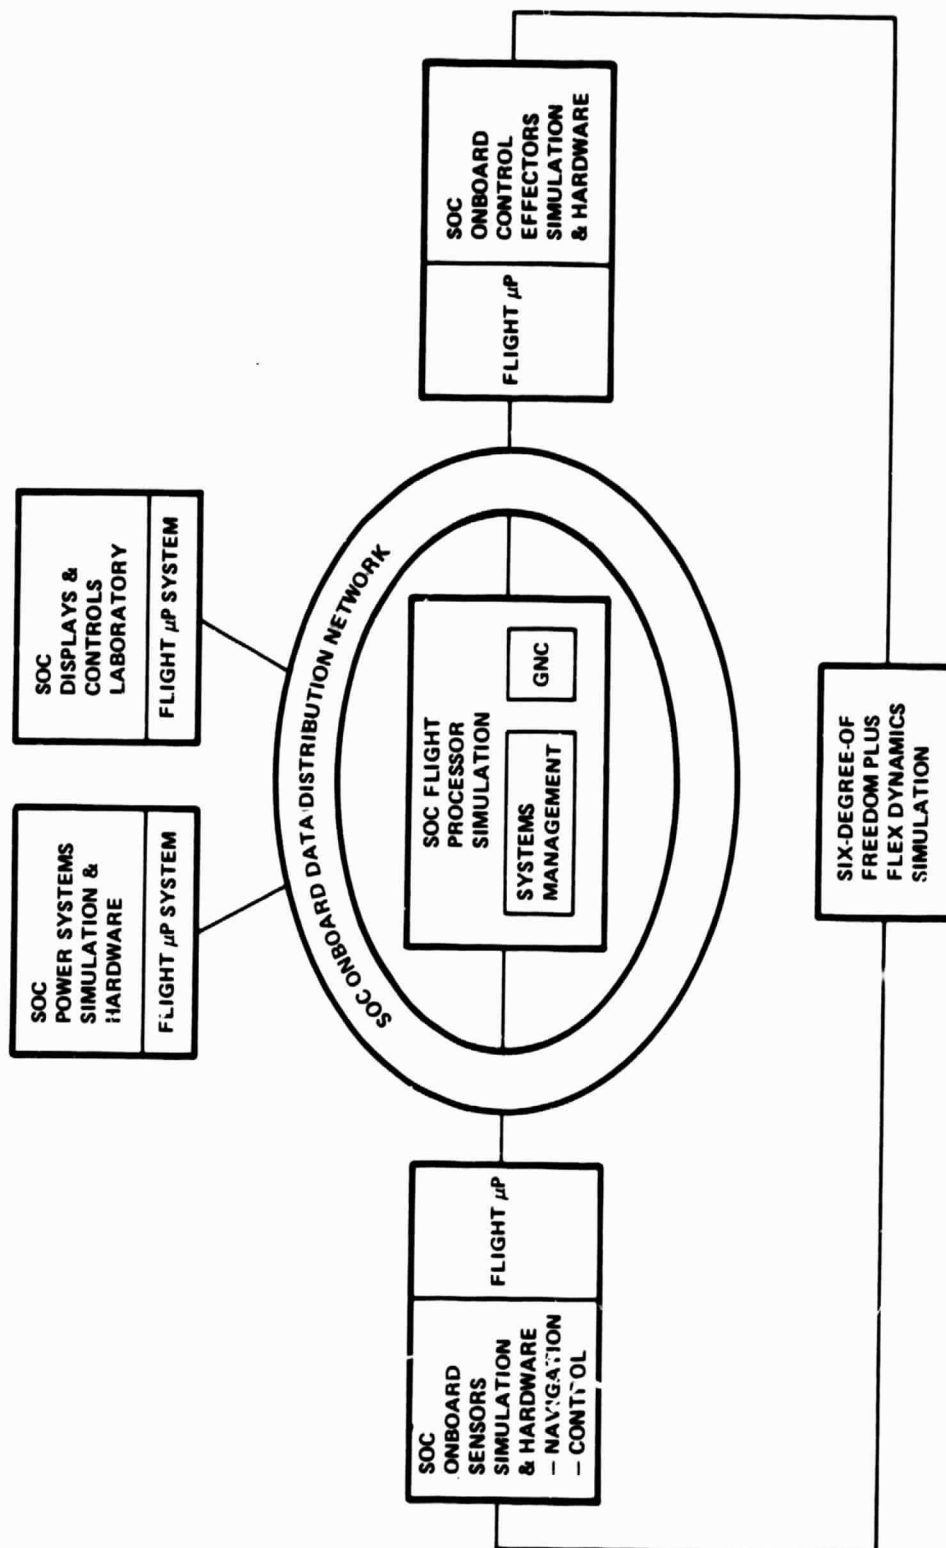 SOC
POWER SYSTEMS
SIMULATION &
HARDWARE
FLIGHT μP SYSTEM
SOC
DISPLAYS &
CONTROLS
LABORATORY
FLIGHT μP SYSTEM
SOC ONBOARD DATA DISTRIBUTION NETWORK
SOC
ONBOARD
SENSORS
SIMULATION
& HARDWARE
– NAVIGATION
– CONTROL
FLIGHT μP
SOC FLIGHT
PROCESSOR
SIMULATION
SYSTEMS
MANAGEMENT
GNC
FLIGHT μP
SOC
ONBOARD
CONTROL
EFFECTORS
SIMULATION
& HARDWARE
SIX-DEGREE-OF
FREEDOM PLUS
FLEX DYNAMICS
SIMULATION